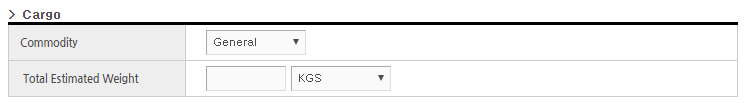 > Cargo
Commodity General ▼
Total Estimated Weight KGS ▼